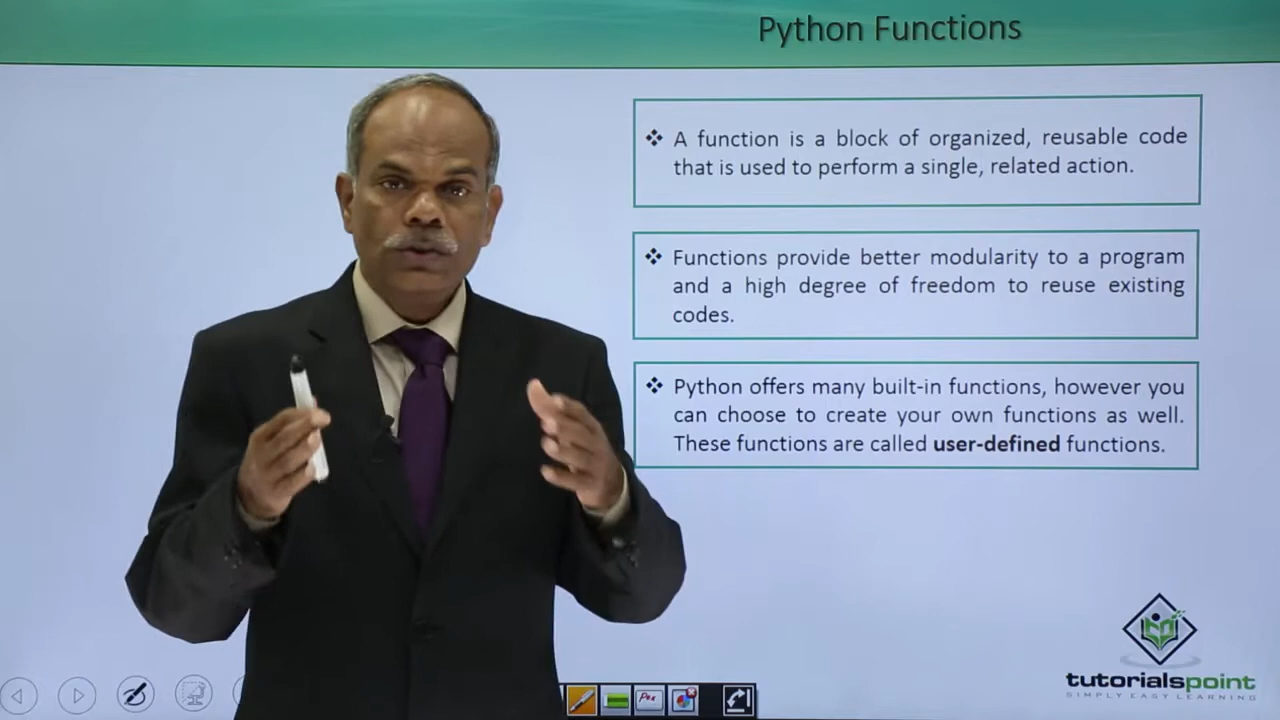 Python Functions
❖ A function is a block of organized, reusable code
that is used to perform a single, related action.
❖ Functions provide better modularity to a program
and a high degree of freedom to reuse existing
codes.
❖ Python offers many built-in functions, however you
can choose to create your own functions as well.
These functions are called user-defined functions.
tutorialspoint
SIMPLY EASY LEARNING
Pen